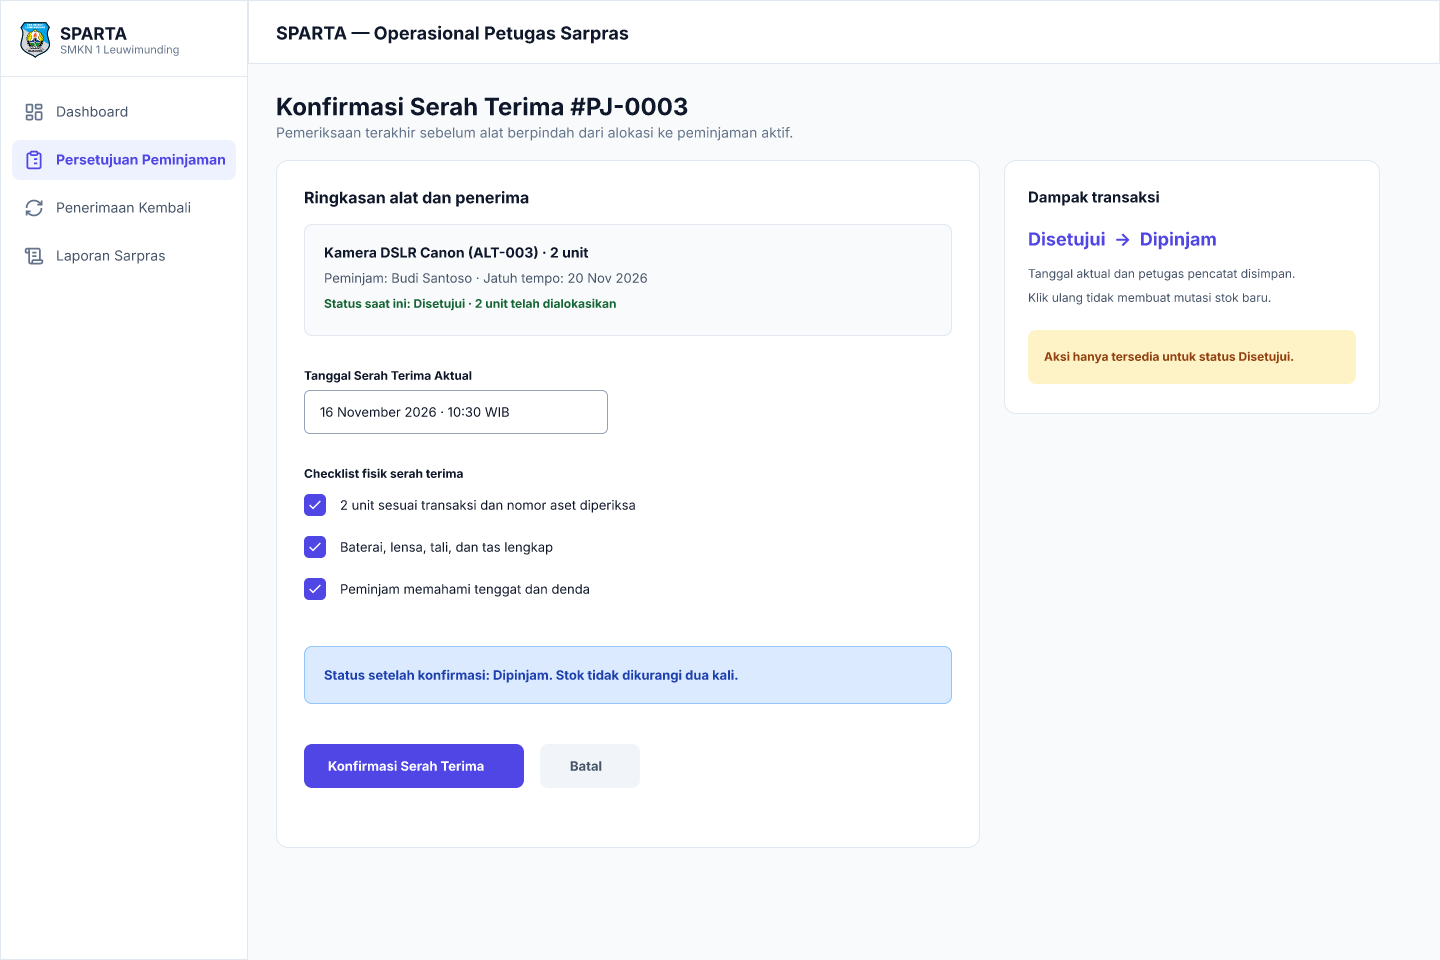 SPARTA
SMKN 1 Leuwimunding
Dashboard
Persetujuan Peminjaman
Penerimaan Kembali
Laporan Sarpras
SPARTA — Operasional Petugas Sarpras
Konfirmasi Serah Terima #PJ-0003
Pemeriksaan terakhir sebelum alat berpindah dari alokasi ke peminjaman aktif.
Ringkasan alat dan penerima
Kamera DSLR Canon (ALT-003) · 2 unit
Peminjam: Budi Santoso · Jatuh tempo: 20 Nov 2026
Status saat ini: Disetujui · 2 unit telah dialokasikan
Tanggal Serah Terima Aktual
16 November 2026 · 10:30 WIB
Checklist fisik serah terima
2 unit sesuai transaksi dan nomor aset diperiksa
Baterai, lensa, tali, dan tas lengkap
Peminjam memahami tenggat dan denda
Status setelah konfirmasi: Dipinjam. Stok tidak dikurangi dua kali.
Konfirmasi Serah Terima
Batal
Dampak transaksi
Disetujui → Dipinjam
Tanggal aktual dan petugas pencatat disimpan.
Klik ulang tidak membuat mutasi stok baru.
Aksi hanya tersedia untuk status Disetujui.